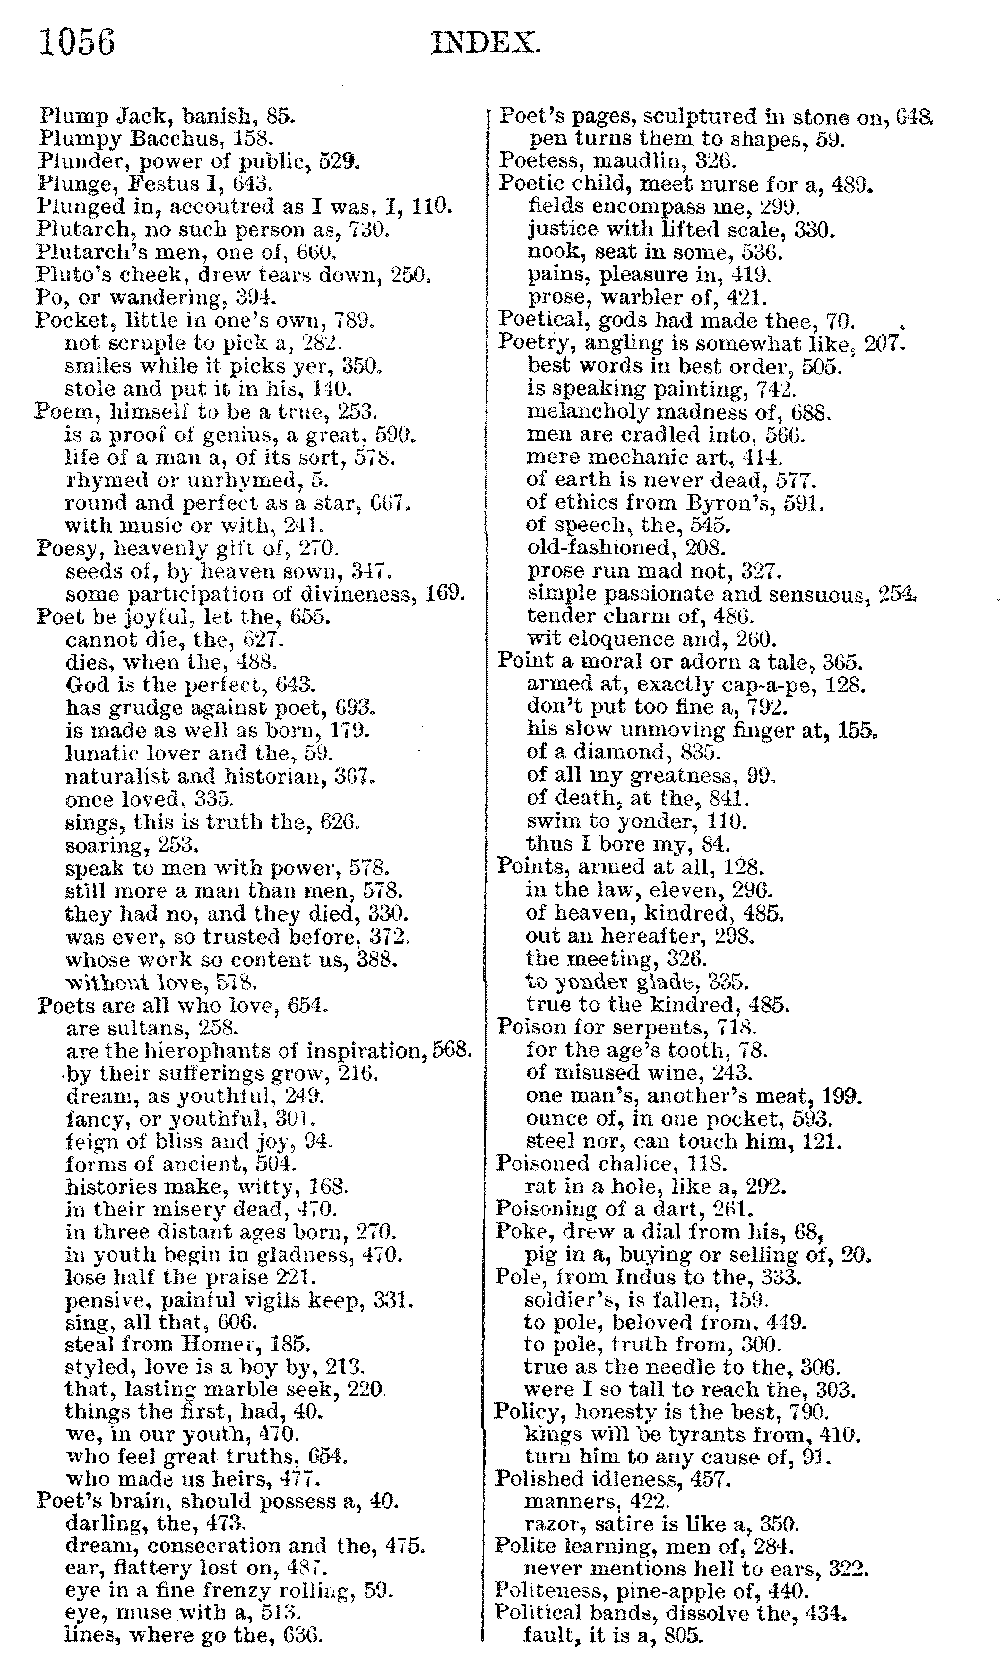 1056
INDEX.
Plump Jack, banish, 85.
Plumpy Bacchus, 158.
Plunder, power of public, 529.
Plunge, Festus I, 643.
Plunged in, accoutred as I was, I, 110.
Plutarch, no such person as, 730.
Plutarch's men, one of, 660.
Pluto's cheek, drew tears down, 250.
Po, or wandering, 394.
Pocket, little in one's own, 789.
not scruple to pick a, 282.
smiles while it picks yer, 350.
stole and put it in his, 140.
Poem, himself to be a true, 253.
is a proof of genius, a great, 590.
life of a man a, of its sort, 578.
rhymed or unrhymed, 5.
round and perfect as a star, 667.
with music or with, 241.
Poesy, heavenly gift of, 270.
seeds of, by heaven sown, 347.
some participation of divineness, 169.
Poet be joyful, let the, 655.
cannot die, the, 627.
dies, when the, 488.
God is the perfect, 643.
has grudge against poet, 693.
is made as well as born, 179.
lunatic lover and the, 59.
naturalist and historian, 367.
once loved, 335.
sings, this is truth the, 626.
soaring, 253.
speak to men with power, 578.
still more a man than men, 578.
they had no, and they died, 330.
was ever, so trusted before, 372.
whose work so content us, 388.
without love, 578.
Poets are all who love, 654.
are sultans, 258.
are the hierophants of inspiration, 568.
by their sufferings grow, 216.
dream, as youthful, 249.
fancy, or youthful, 301.
feign of bliss and joy, 94.
forms of ancient, 504.
histories make, witty, 168.
in their misery dead, 470.
in three distant ages born, 270.
in youth begin in gladness, 470.
lose half the praise 221.
pensive, painful vigils keep, 331.
sing, all that, 606.
steal from Homer, 185.
styled, love is a boy by, 213.
that, lasting marble seek, 220.
things the first, had, 40.
we, in our youth, 470.
who feel great truths, 654.
who made us heirs, 477.
Poet's brain, should possess a, 40.
darling, the, 473.
dream, consecration and the, 475.
ear, flattery lost on, 487.
eye in a fine frenzy rolling, 59.
eye, muse with a, 513.
lines, where go the, 636.
Poet's pages, sculptured in stone on, 648.
pen turns them to shapes, 59.
Poetess, maudlin, 326.
Poetic child, meet nurse for a, 489.
fields encompass me, 299.
justice with lifted scale, 330.
nook, seat in some, 536.
pains, pleasure in, 419.
prose, warbler of, 421.
Poetical, gods had made thee, 70.
Poetry, angling is somewhat like, 207.
best words in best order, 505.
is speaking painting, 742.
melancholy madness of, 688.
men are cradled into, 566.
mere mechanic art, 414.
of earth is never dead, 577.
of ethics from Byron's, 591.
of speech, the, 545.
old-fashioned, 208.
prose run mad not, 327.
simple passionate and sensuous, 254.
tender charm of, 486.
wit eloquence and, 260.
Point a moral or adorn a tale, 365.
armed at, exactly cap-a-pe, 128.
don't put too fine a, 792.
his slow unmoving finger at, 155.
of a diamond, 835.
of all my greatness, 99.
of death, at the, 841.
swim to yonder, 110.
thus I bore my, 84.
Points, armed at all, 128.
in the law, eleven, 296.
of heaven, kindred, 485.
out an hereafter, 298.
the meeting, 326.
to yonder glade, 335.
true to the kindred, 485.
Poison for serpents, 718.
for the age's tooth, 78.
of misused wine, 243.
one man's, another's meat, 199.
ounce of, in one pocket, 593.
steel nor, can touch him, 121.
Poisoned chalice, 118.
rat in a hole, like a, 292.
Poisoning of a dart, 261.
Poke, drew a dial from his, 68,
pig in a, buying or selling of, 20.
Pole, from Indus to the, 333.
soldier's, is fallen, 159.
to pole, beloved from, 449.
to pole, truth from, 300.
true as the needle to the, 306.
were I so tall to reach the, 303.
Policy, honesty is the best, 790.
kings will be tyrants from, 410.
turn him to any cause of, 91.
Polished idleness, 457.
manners, 422.
razor, satire is like a, 350.
Polite learning, men of, 284.
never mentions hell to ears, 322.
Politeness, pine-apple of, 440.
Political bands, dissolve the, 434.
fault, it is a, 805.